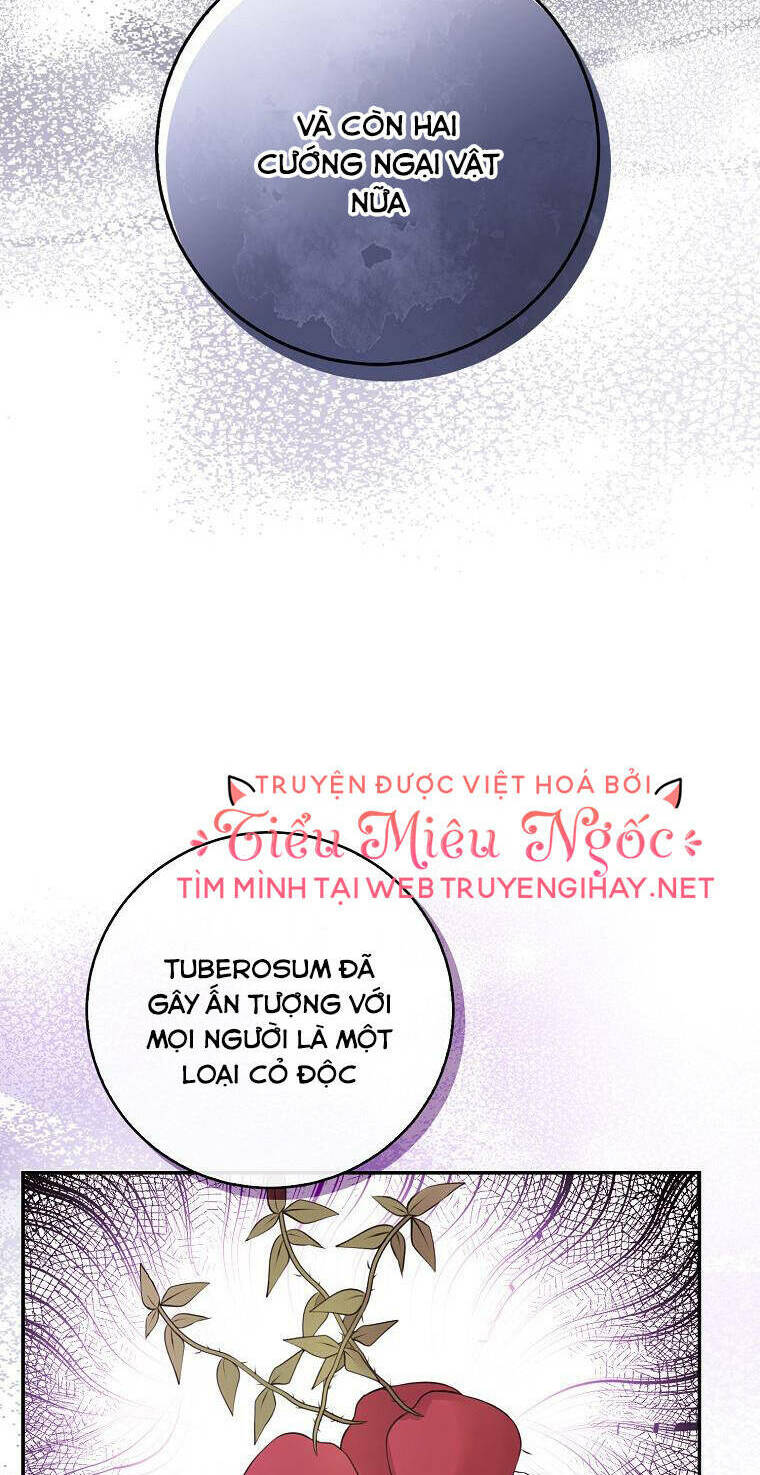 VÀ CÒN HAI
CƯỚNG NGẠI VẬT
NỮA
TRUYỆN ĐƯỢC VIỆT HOÁ BỞI
Tiểu Miêu Ngốc
TÌM MÌNH TẠI WEB TRUYENGIHAY.NET
TUBEROSUM ĐÃ
GÂY ẤN TƯỢNG VỚI
MỌI NGƯỜI LÀ MỘT
LOẠI CỎ ĐỘC